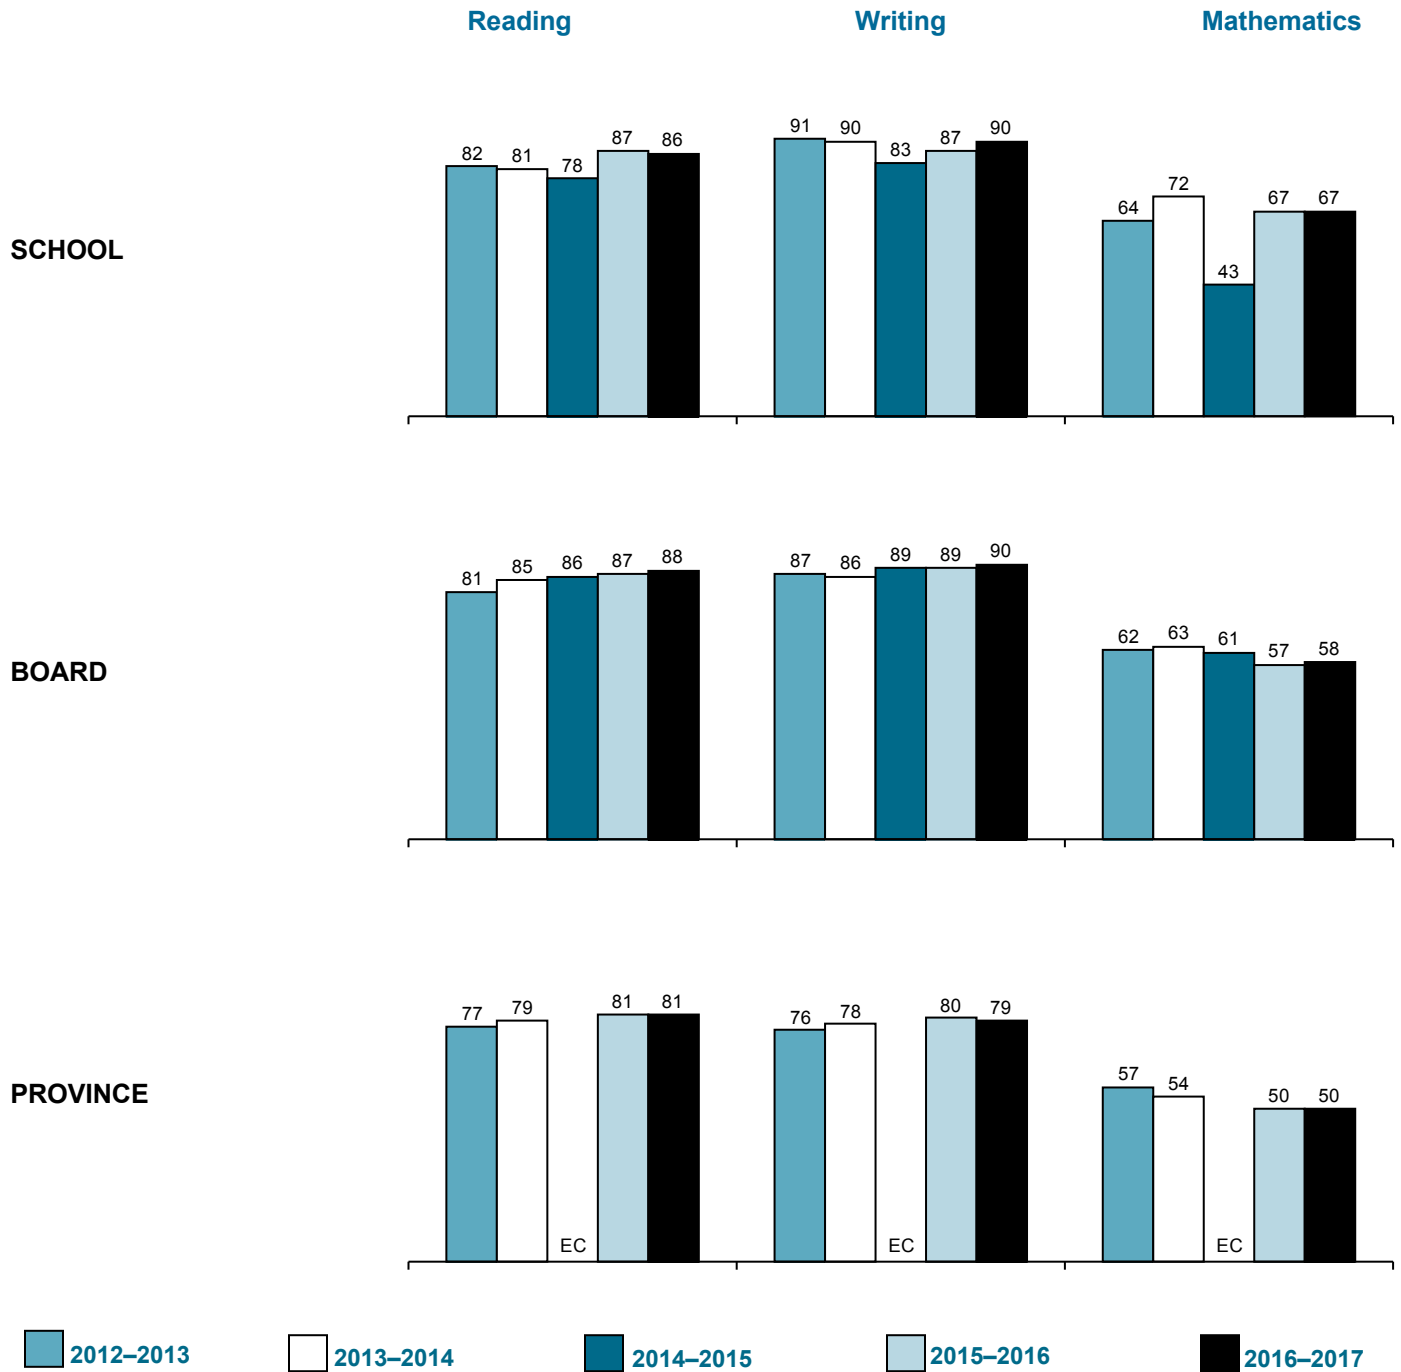 Reading Writing Mathematics
SCHOOL
82 81 78 87 86
91 90 83 87 90
64 72 43 67 67
BOARD
81 85 86 87 88
87 86 89 89 90
62 63 61 57 58
PROVINCE
77 79 EC 81 81
76 78 EC 80 79
57 54 EC 50 50
2012–2013 2013–2014 2014–2015 2015–2016 2016–2017